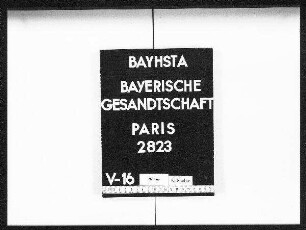 BAYHSTA
BAYERISCHE
GESANDTSCHAFT
PARIS
2823
V-16